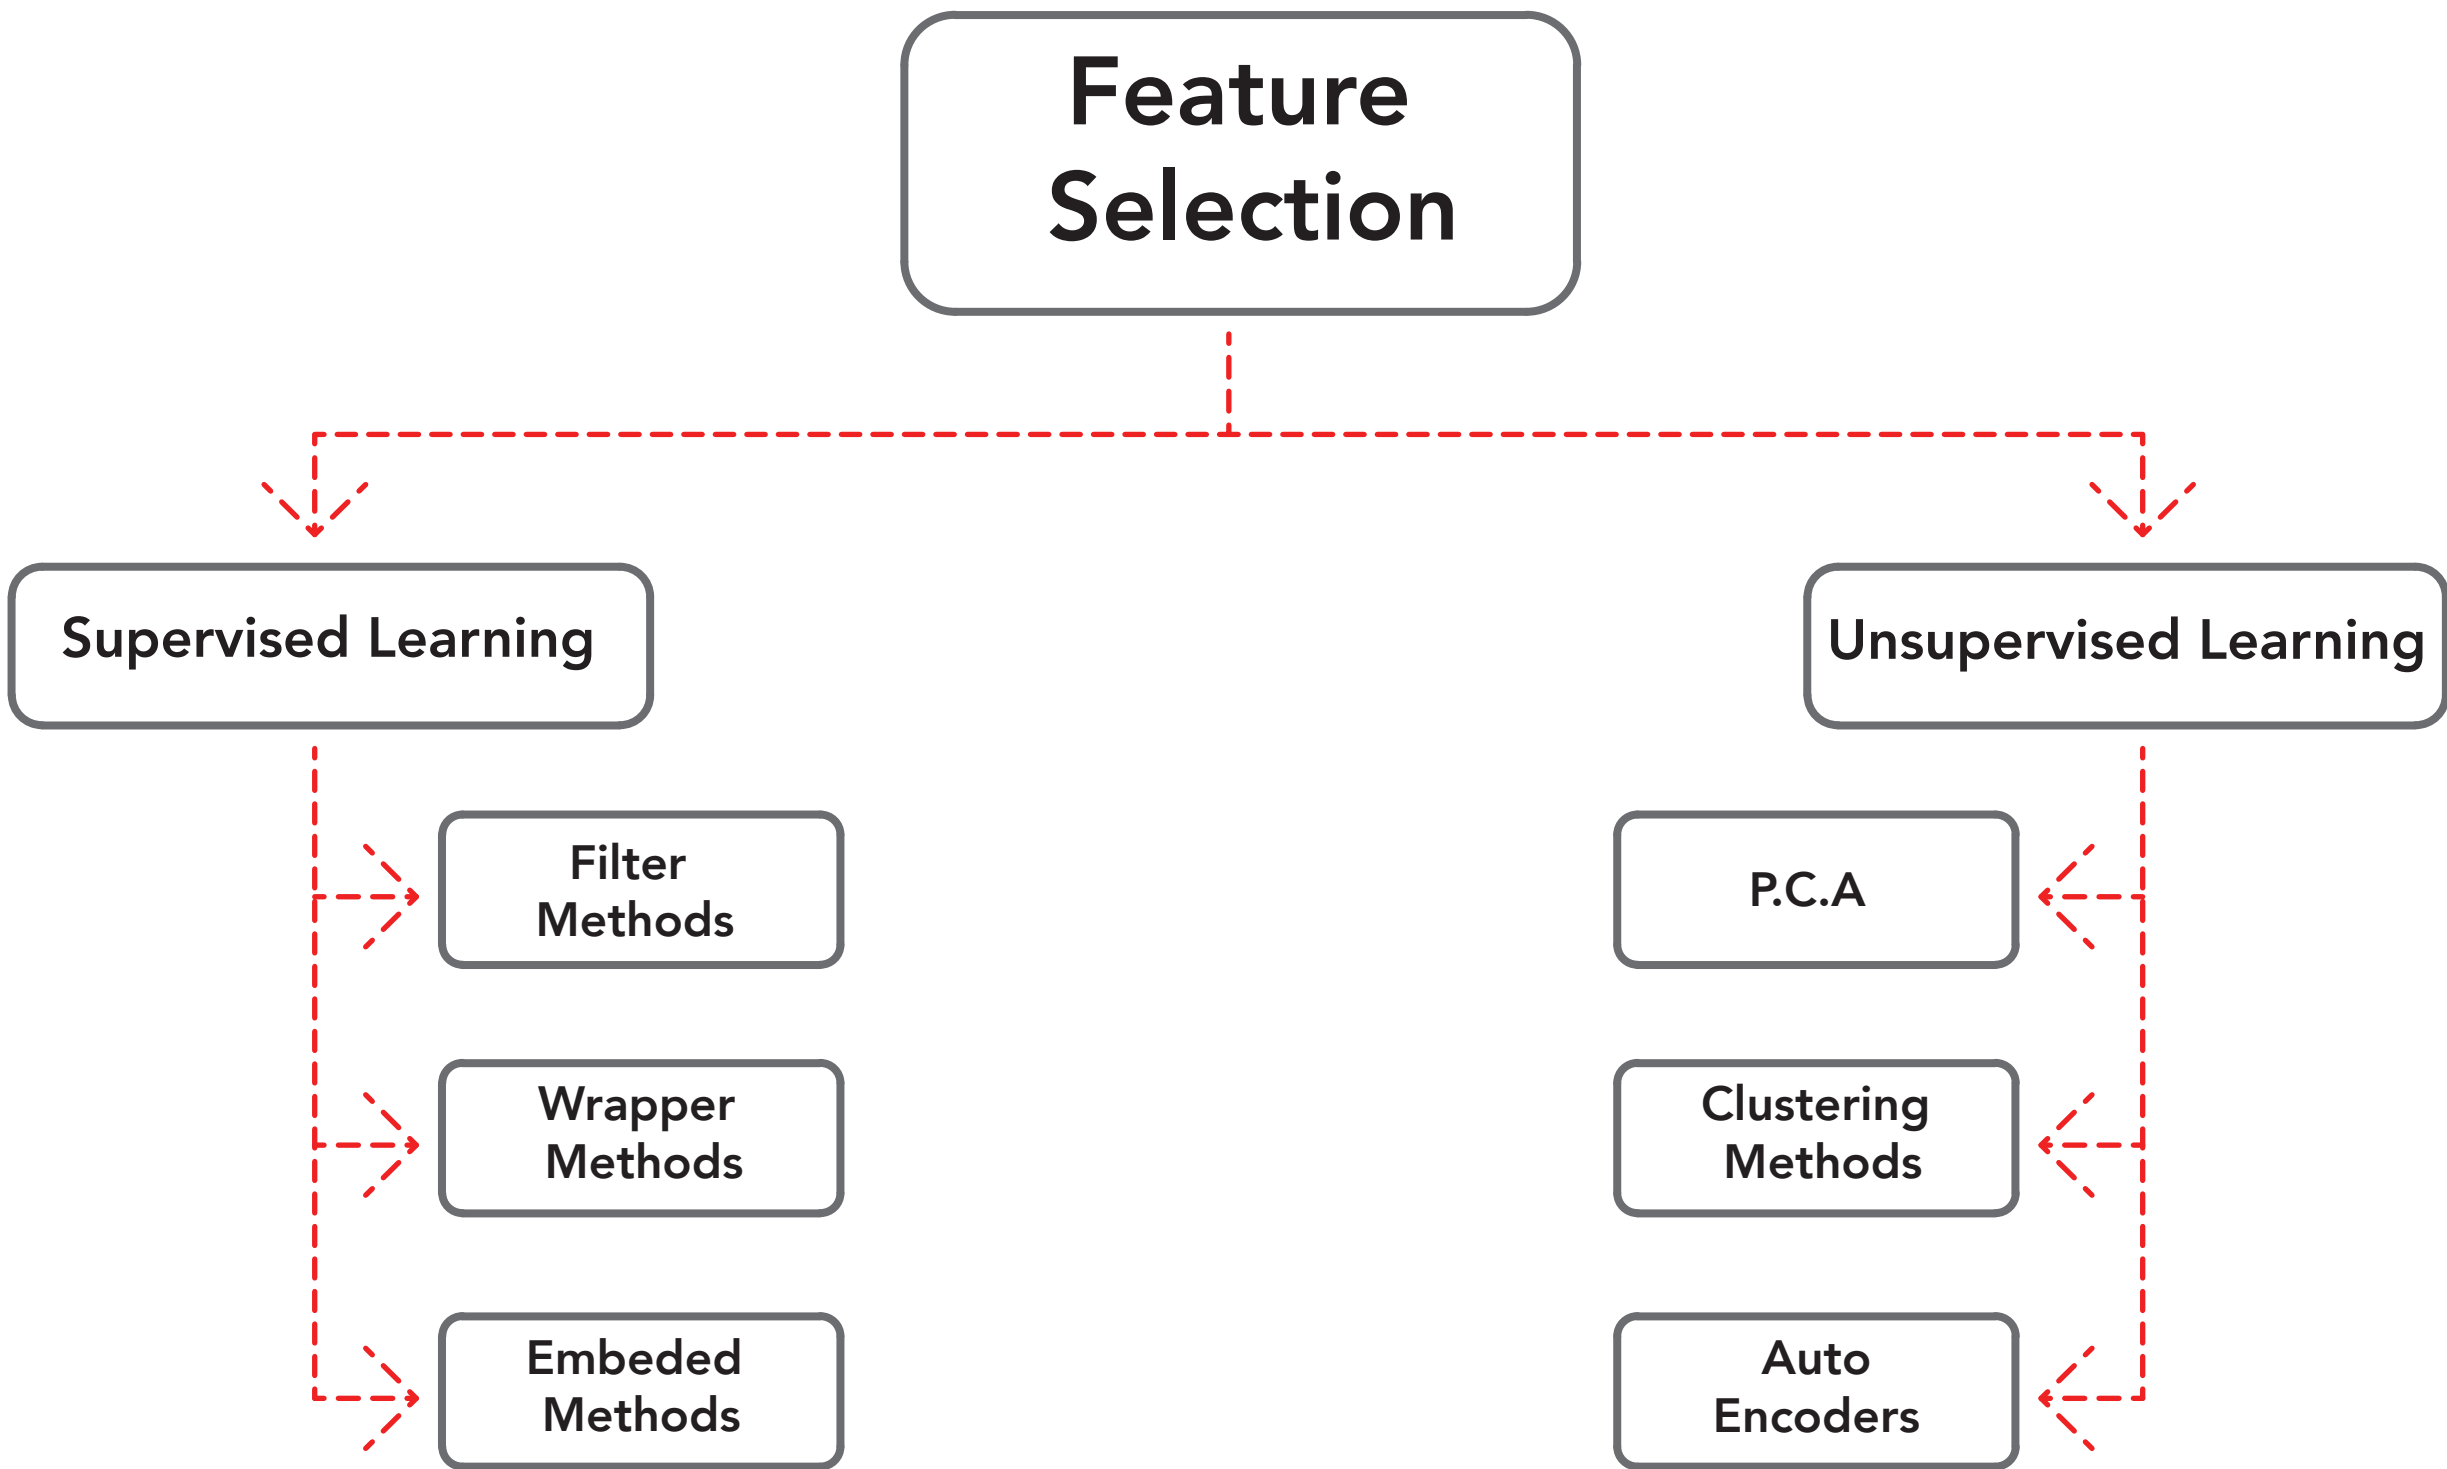 Feature
Selection
Supervised Learning
Unsupervised Learning
Filter
Methods
P.C.A
Wrapper
Methods
Clustering
Methods
Embeded
Methods
Auto
Encoders